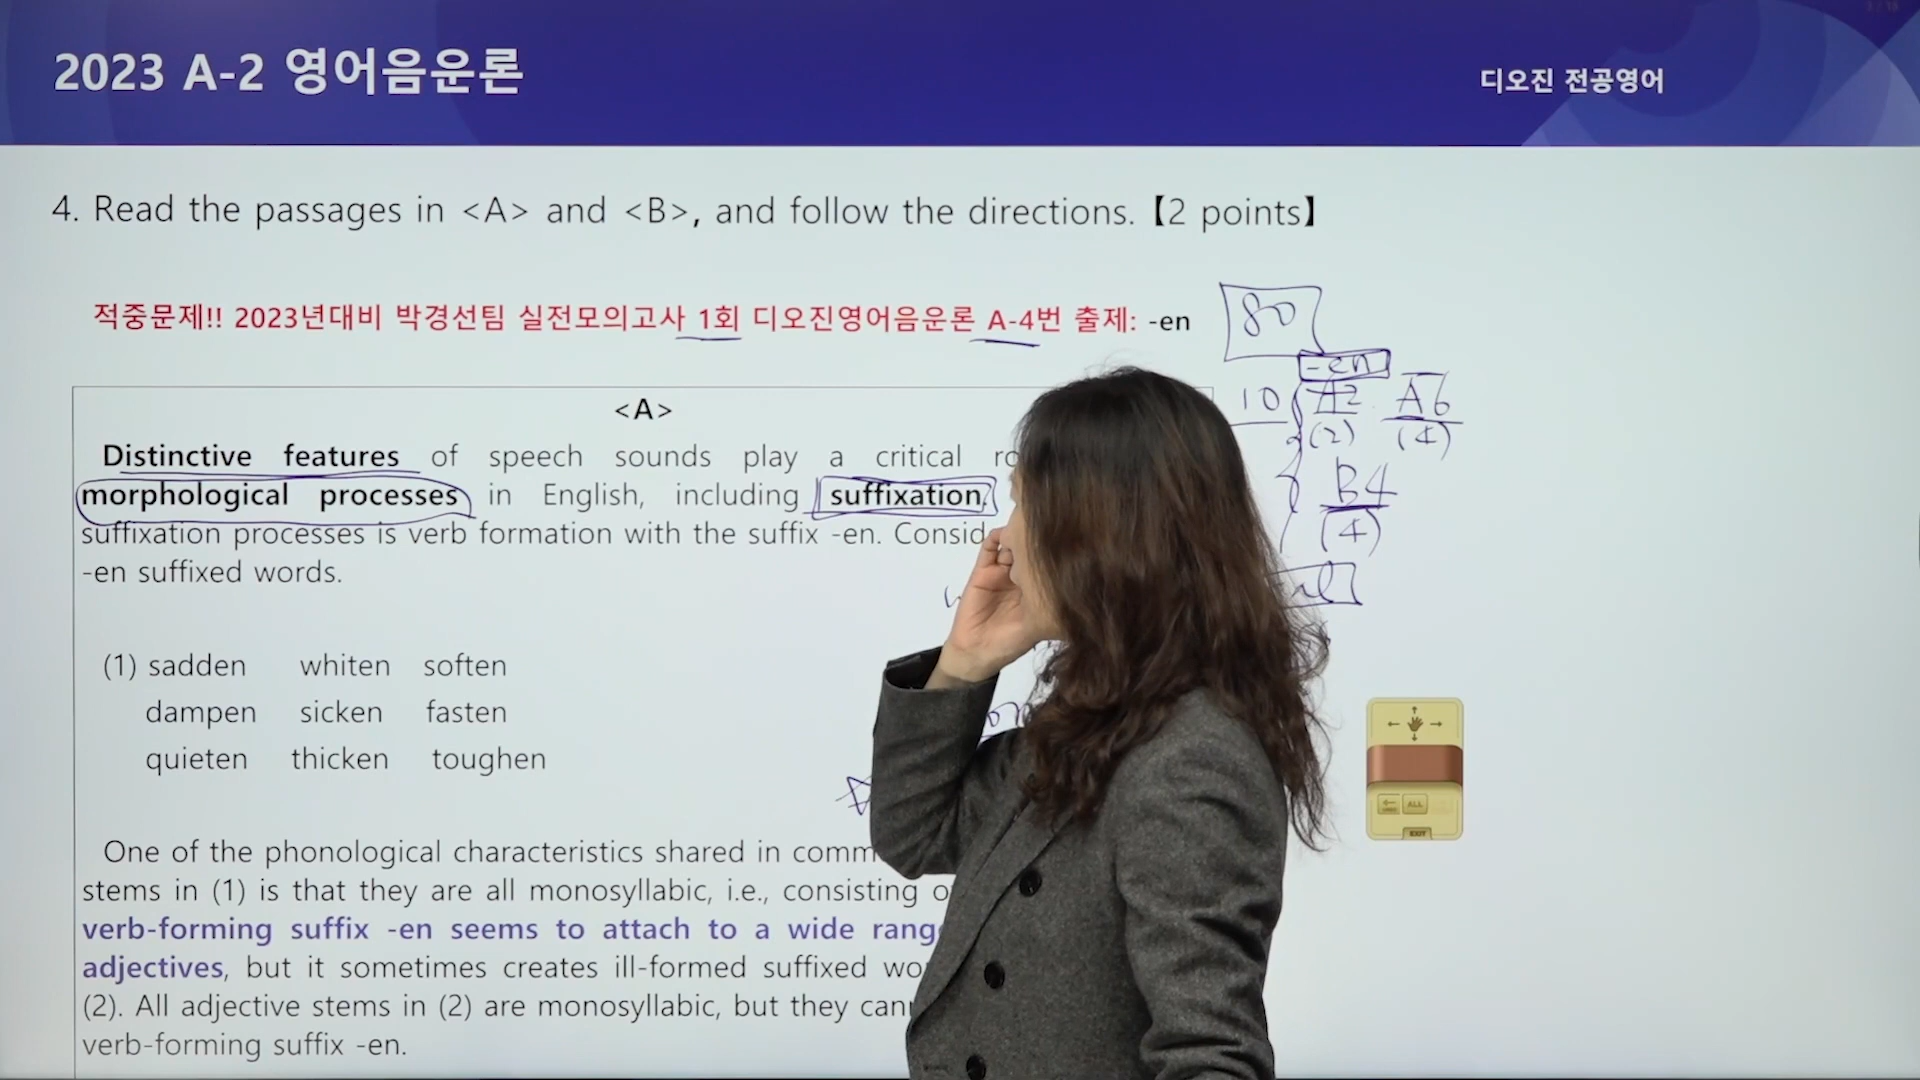 2023 A-2 영어음운론
디오진 전공영어
4. Read the passages in <A> and <B>, and follow the directions.【2 points】
적중문제!! 2023년대비 박경선팀 실전모의고사 1회 디오진영어음운론 A-4번 출제: -en
80
-en
10 A2 A6
(2) (4)
B4
(4)
<A>
Distinctive features of speech sounds play a critical
morphological processes in English, including suffixation.
suffixation processes is verb formation with the suffix -en.
-en suffixed words.
(1) sadden whiten soften
dampen sicken fasten
quieten thicken toughen
One of the phonological characteristics shared in
stems in (1) is that they are all monosyllabic, i.e., consisting
verb-forming suffix -en seems to attach to a wide
adjectives, but it sometimes creates ill-formed suffixed
(2). All adjective stems in (2) are monosyllabic, but they
verb-forming suffix -en.
ALL
EXIT